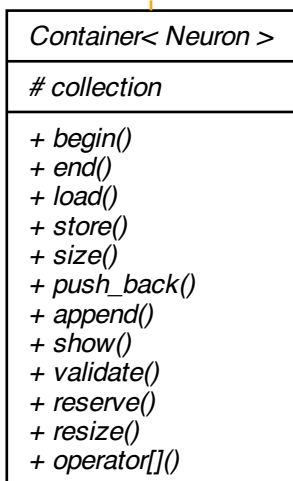 Container< Neuron >
# collection
+ begin()
+ end()
+ load()
+ store()
+ size()
+ push_back()
+ append()
+ show()
+ validate()
+ reserve()
+ resize()
+ operator[]()